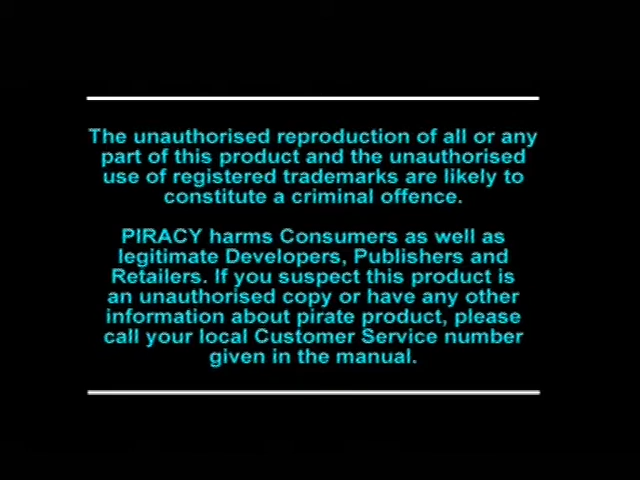 The unauthorised reproduction of all or any
part of this product and the unauthorised
use of registered trademarks are likely to
constitute a criminal offence.
PIRACY harms Consumers as well as
legitimate Developers, Publishers and
Retailers. If you suspect this product is
an unauthorised copy or have any other
information about pirate product, please
call your local Customer Service number
given in the manual.